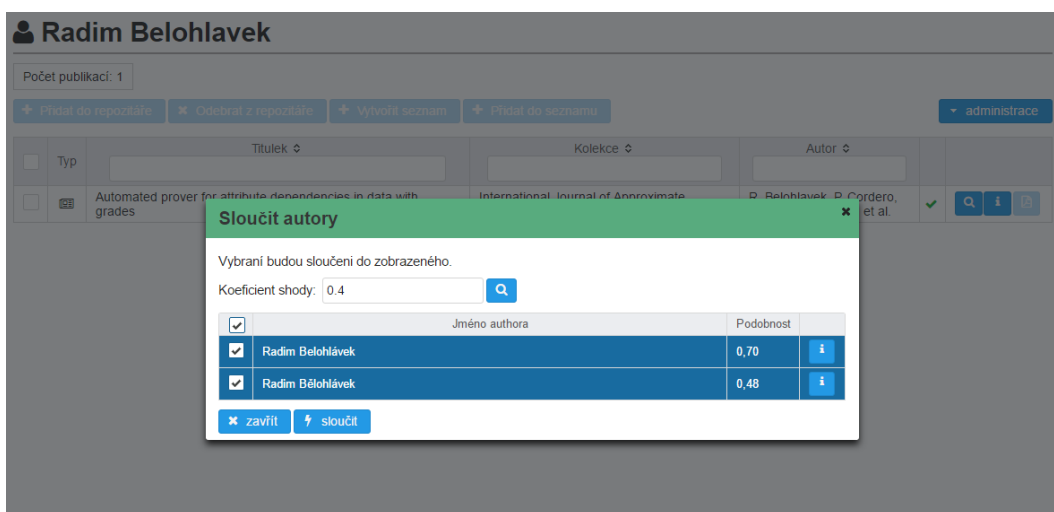 Radim Belohlavek
Počet publikací: 1
Přidat do repozitáře Odebrat z repozitáře Vytvořit seznam Přidat do seznamu administrace
Typ Titulek Kolekce Autor
Automated prover for attribute dependencies in data with International Journal of Approximate R. Belohlavek, P. Cordero,
grades et al.
Sloučit autory
Vybraní budou sloučeni do zobrazeného.
Koeficient shody: 0.4
Jméno authora Podobnost
Radim Belohlávek 0,70
Radim Bělohlávek 0,48
zavřít sloučit